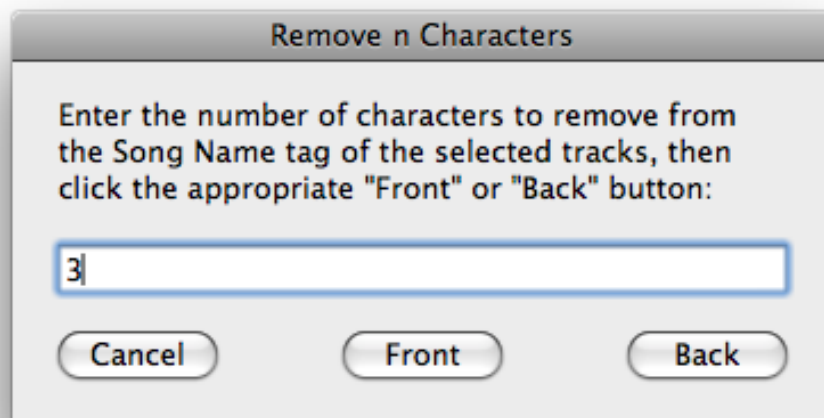 Remove n Characters
Enter the number of characters to remove from
the Song Name tag of the selected tracks, then
click the appropriate "Front" or "Back" button:
3
Cancel Front Back